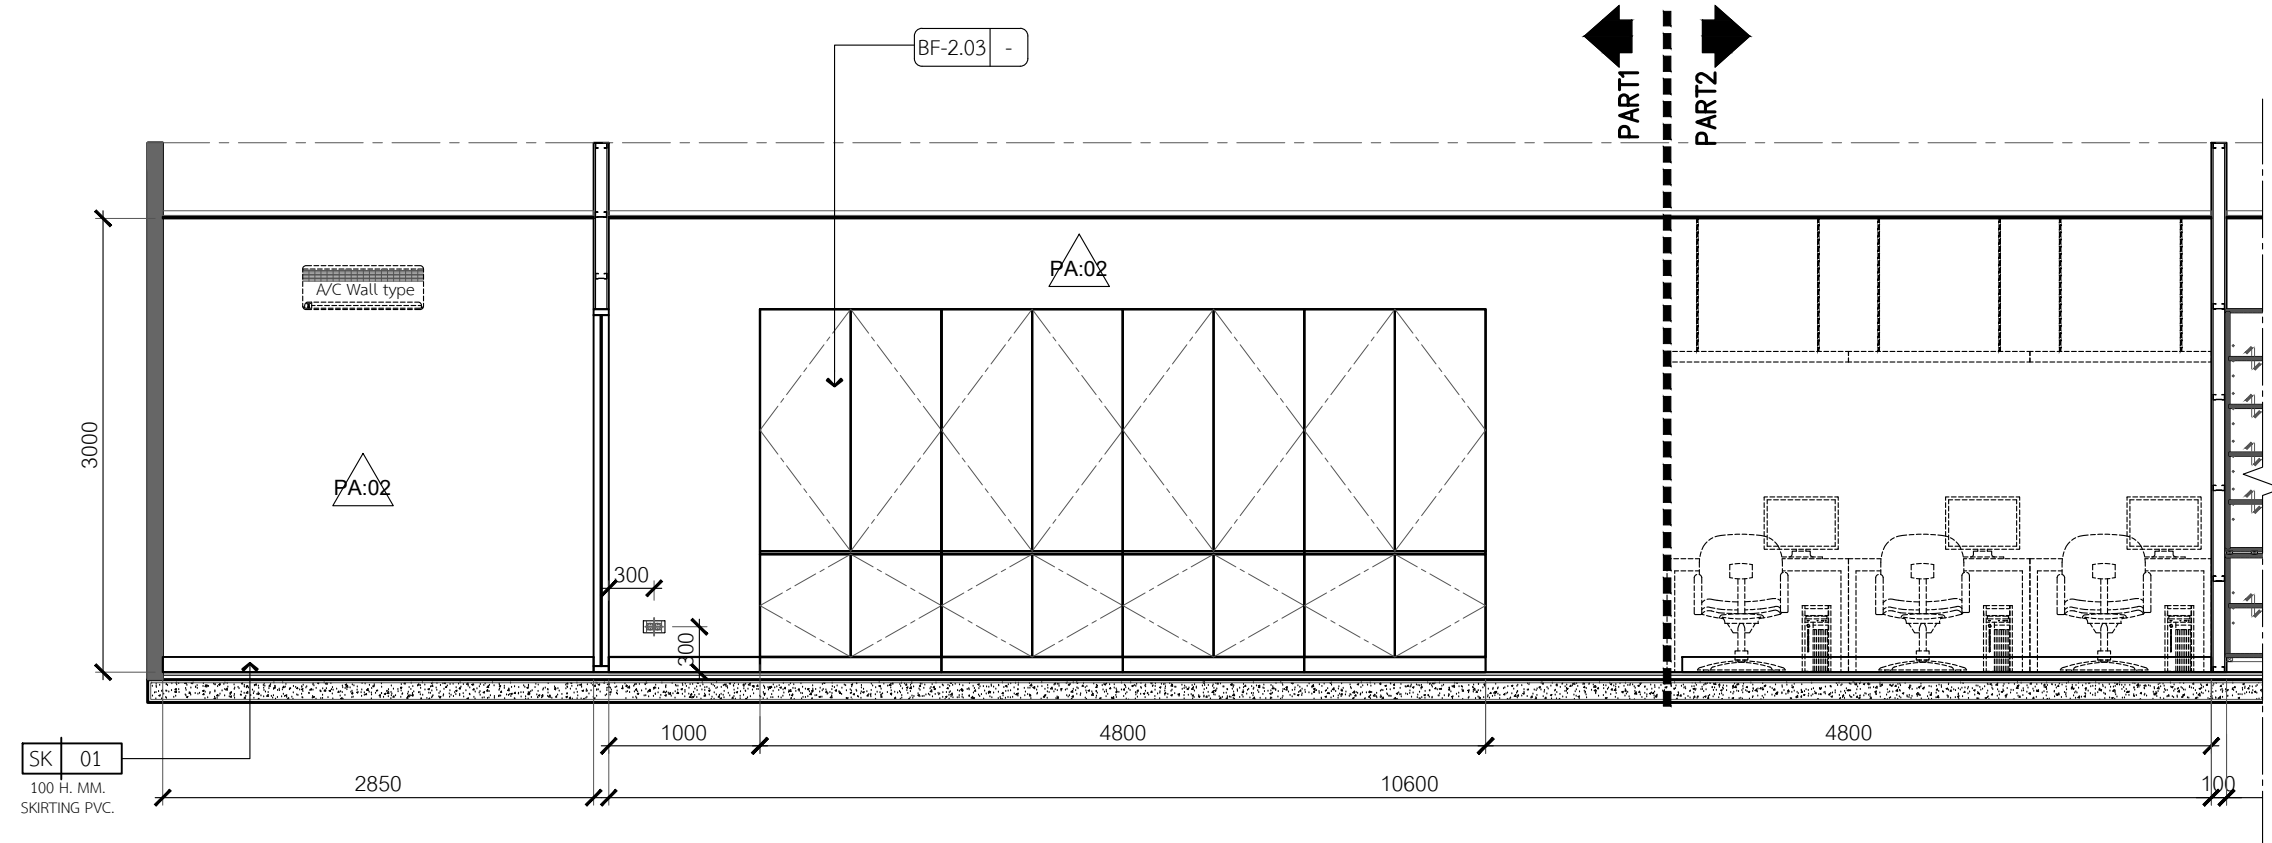 BF-2.03 -
PART1
PART2
PA:02
A/C Wall type
3000
PA:02
300
300
1000
4800
4800
SK 01
100 H. MM.
SKIRTING PVC.
2850
10600
100